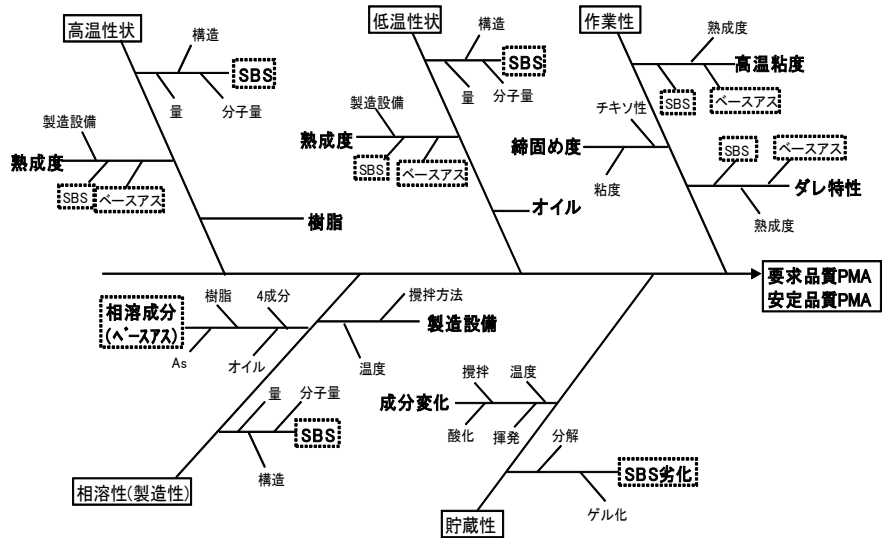 高温性状
構造
SBS
量
分子量
製造設備
熟成度
SBS
ベースアス
樹脂
低温性状
構造
SBS
量
分子量
製造設備
熟成度
SBS
ベースアス
オイル
作業性
熟成度
高温粘度
SBS
ベースアス
チキソ性
締固め度
粘度
SBS
ベースアス
ダレ特性
熟成度
要求品質PMA
安定品質PMA
相溶成分
(ベースアス)
樹脂
4成分
As
オイル
攪拌方法
製造設備
温度
量
分子量
SBS
構造
相溶性(製造性)
攪拌
温度
成分変化
酸化
揮発
分解
SBS劣化
ゲル化
貯蔵性